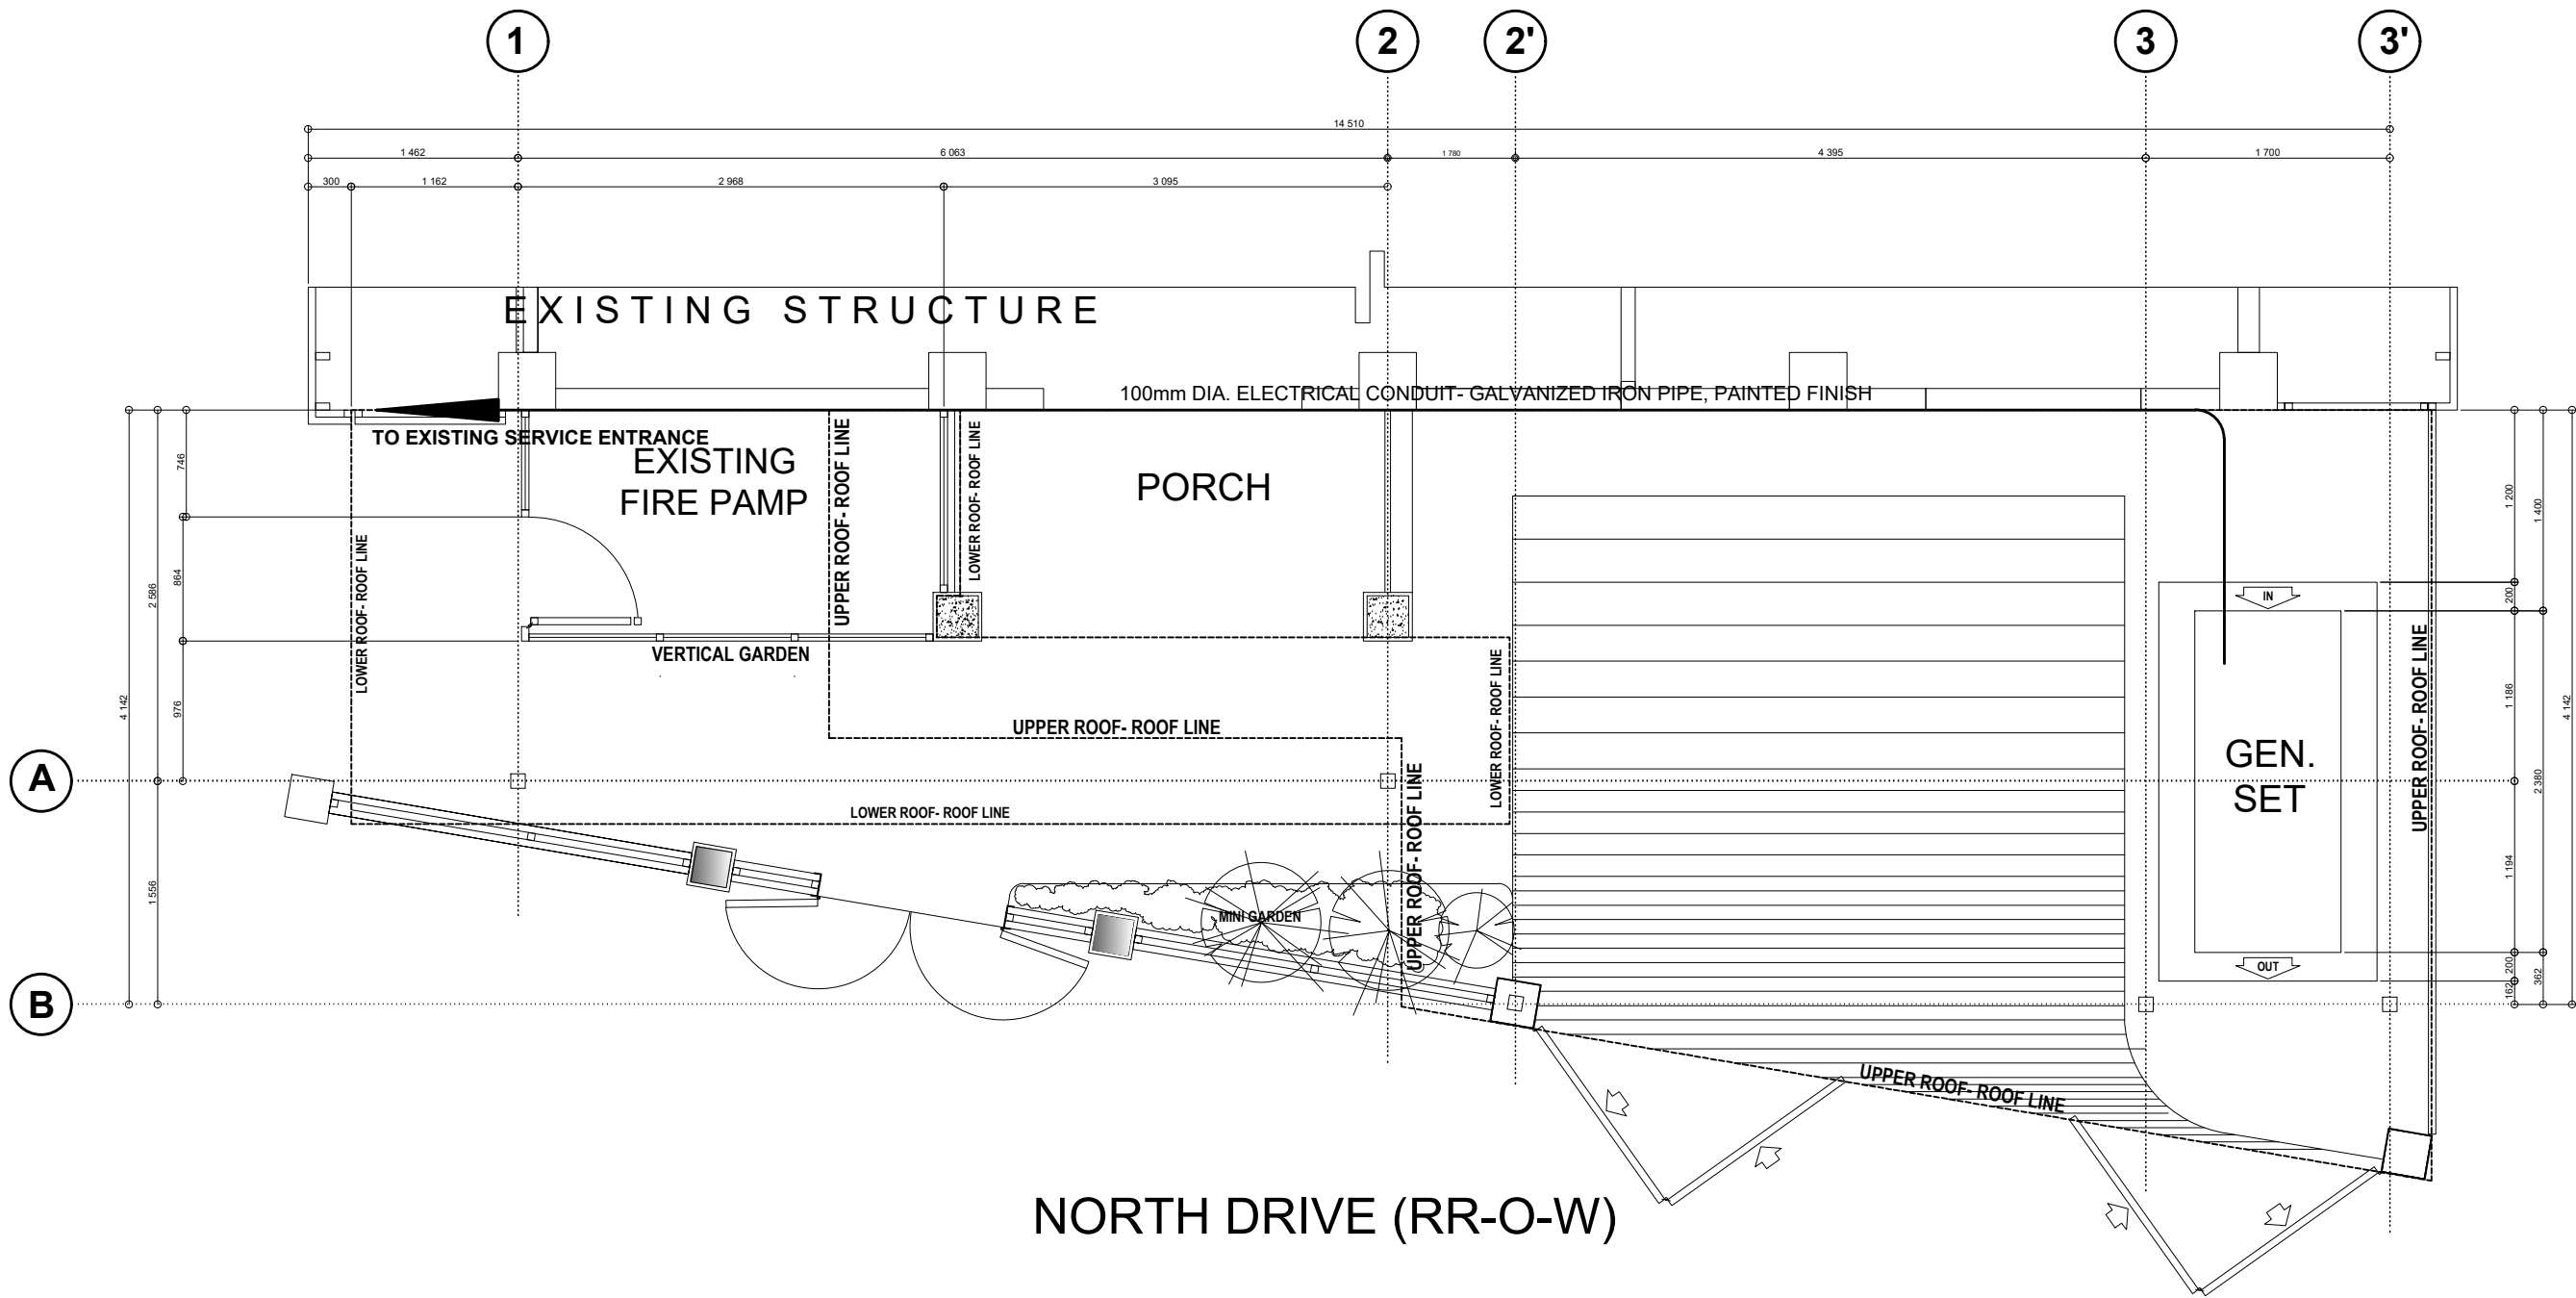 1 2 2' 3 3'
14 510
1 462 6 063 1 780 4 395 1 700
300 1 162 2 968 3 095
EXISTING STRUCTURE
100mm DIA. ELECTRICAL CONDUIT- GALVANIZED IRON PIPE, PAINTED FINISH
TO EXISTING SERVICE ENTRANCE
EXISTING
FIRE PAMP
UPPER ROOF- ROOF LINE
LOWER ROOF- ROOF LINE
PORCH
LOWER ROOF- ROOF LINE
VERTICAL GARDEN
UPPER ROOF- ROOF LINE
LOWER ROOF- ROOF LINE
LOWER ROOF- ROOF LINE
UPPER ROOF- ROOF LINE
MINI GARDEN
746
864
976
2 586
1 556
4 142
A
B
IN
GEN.
SET
OUT
UPPER ROOF- ROOF LINE
1 200
200
1 186
1 194
200
162
1 400
2 380
362
4 142
UPPER ROOF- ROOF LINE
NORTH DRIVE (RR-O-W)